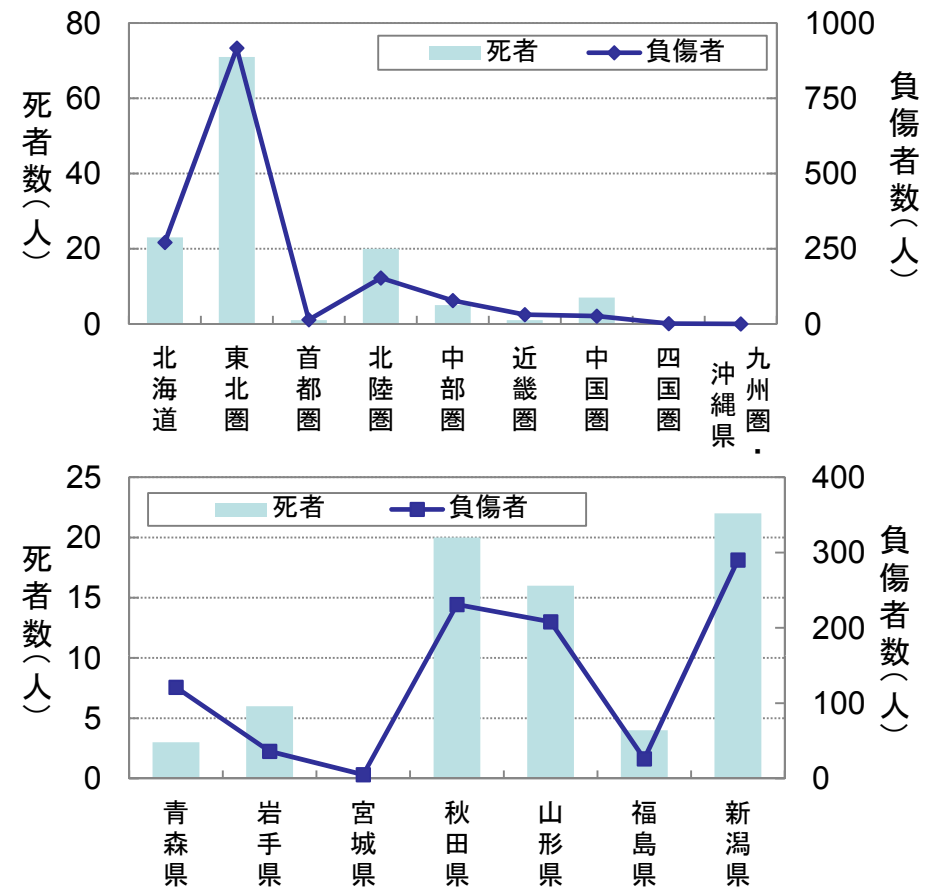 死者 負傷者
死者数（人）
80
60
40
20
0
1000
750
500
250
0
負傷者数（人）
北海道
東北圏
首都圏
北陸圏
中部圏
近畿圏
中国圏
四国圏
九州圏・
沖縄県
死者 負傷者
死者数（人）
25
20
15
10
5
0
400
300
200
100
0
負傷者数（人）
青森県
岩手県
宮城県
秋田県
山形県
福島県
新潟県